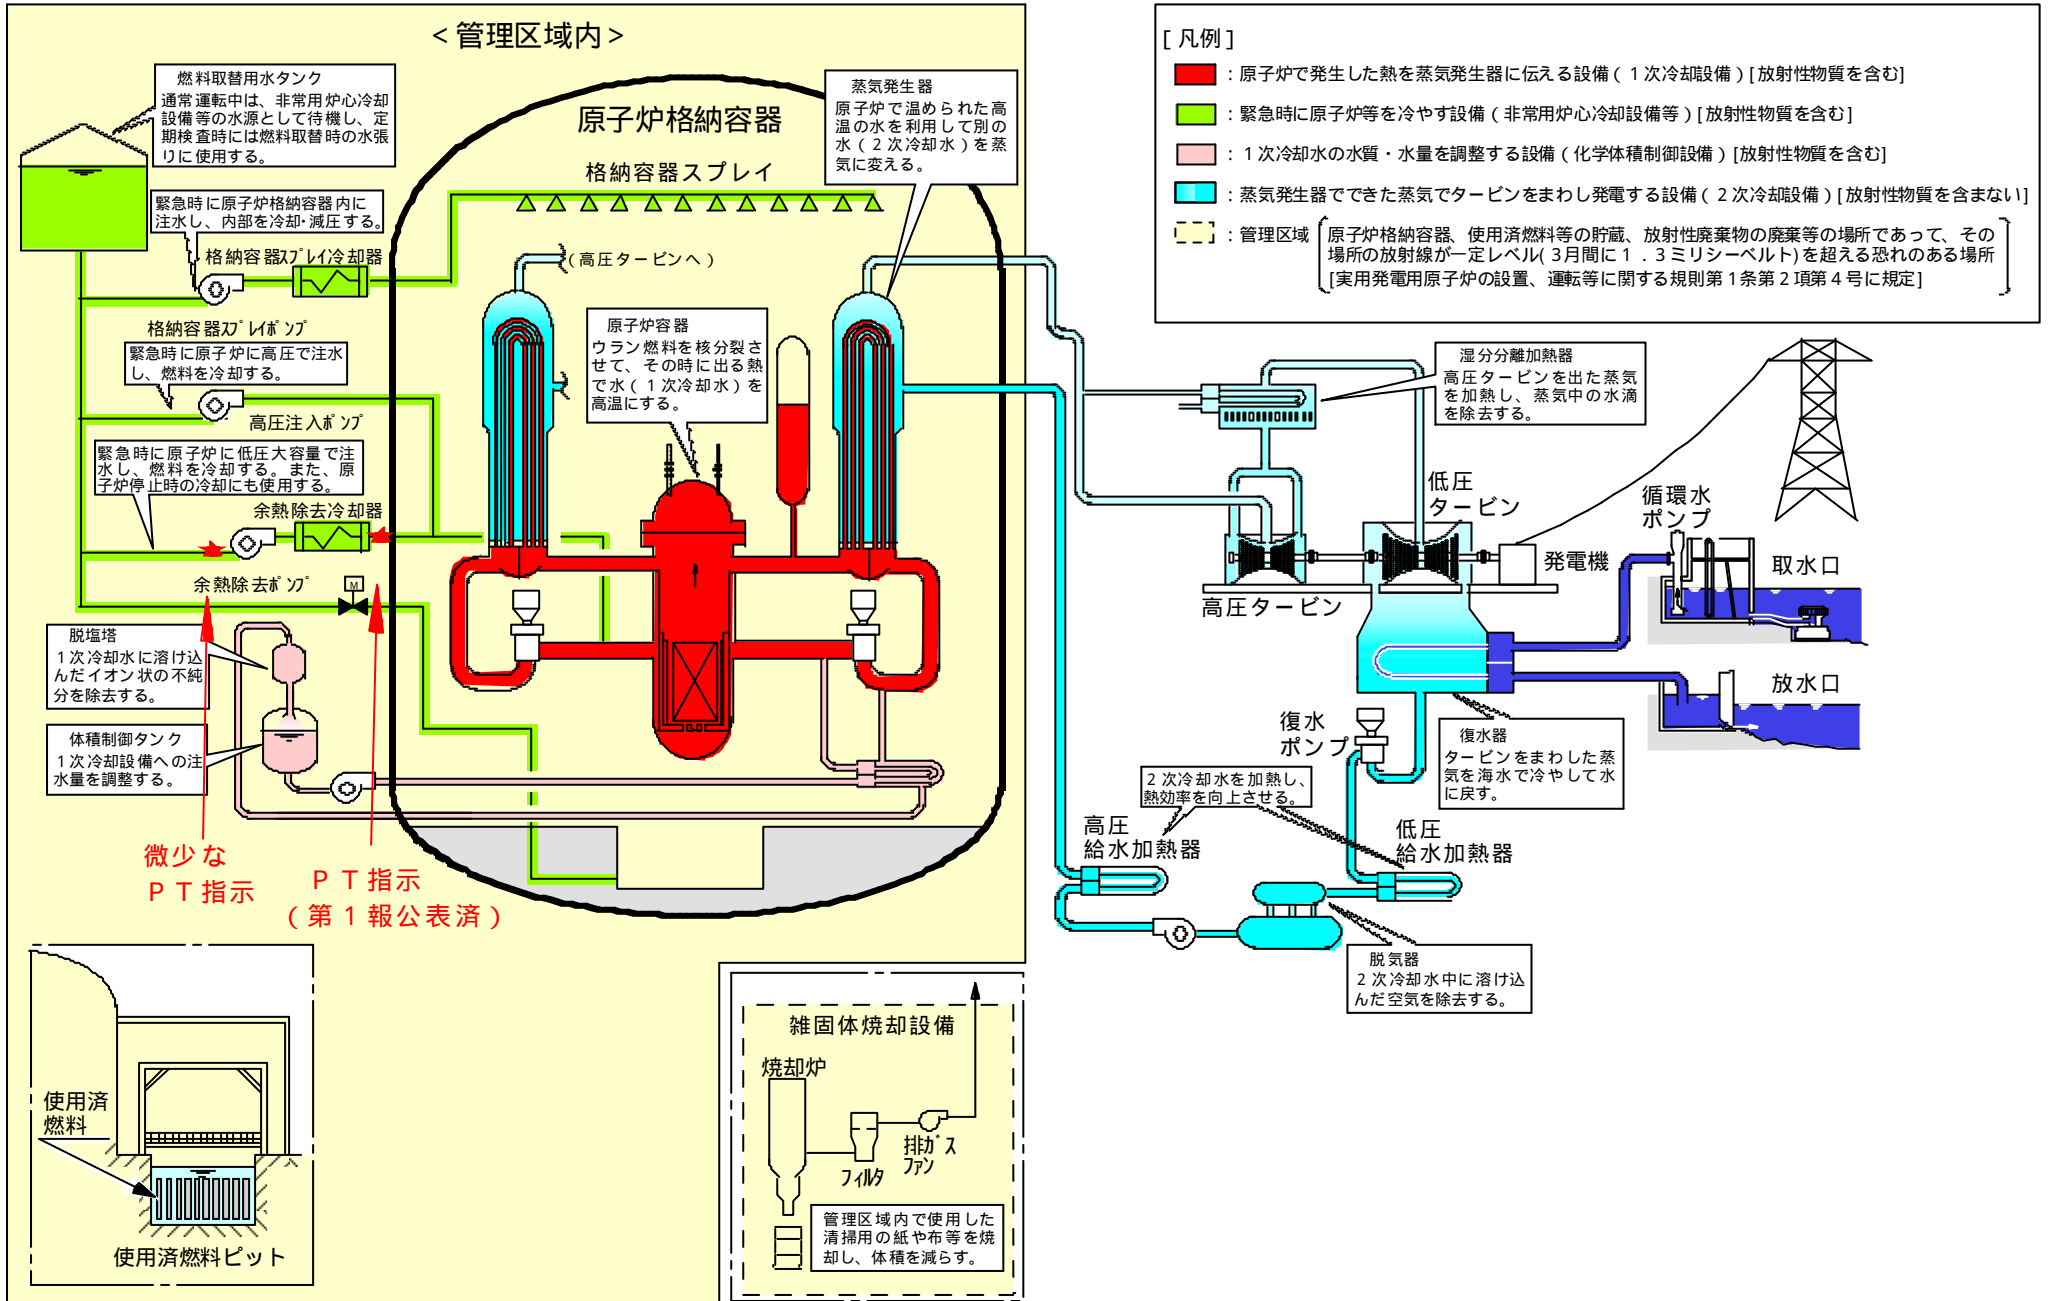 ＜管理区域内＞
燃料取替用水タンク
通常運転中は、非常用炉心冷却
設備等の水源として待機し、定
期検査時には燃料取替時の水張
りに使用する。
緊急時に原子炉格納容器内に
注水し、内部を冷却･減圧する。
格納容器ｽﾌﾟﾚｲ冷却器
格納容器ｽﾌﾟﾚｲﾎﾟﾝﾌﾟ
緊急時に原子炉に高圧で注水
し、燃料を冷却する。
高圧注入ﾎﾟﾝﾌﾟ
緊急時に原子炉に低圧大容量で注
水し、燃料を冷却する。また、原
子炉停止時の冷却にも使用する。
余熱除去冷却器
余熱除去ﾎﾟﾝﾌﾟ
M
脱塩塔
１次冷却水に溶け込
んだイオン状の不純
分を除去する。
体積制御タンク
１次冷却設備への注
水量を調整する。
微少な
ＰＴ指示
ＰＴ指示
（第１報公表済）
原子炉格納容器
格納容器スプレイ
（高圧タービンへ）
蒸気発生器
原子炉で温められた高
温の水を利用して別の
水（２次冷却水）を蒸
気に変える。
原子炉容器
ウラン燃料を核分裂さ
せて、その時に出る熱
で水（１次冷却水）を
高温にする。
[凡例]
：原子炉で発生した熱を蒸気発生器に伝える設備（１次冷却設備）[放射性物質を含む]
：緊急時に原子炉等を冷やす設備（非常用炉心冷却設備等）[放射性物質を含む]
：１次冷却水の水質・水量を調整する設備（化学体積制御設備）[放射性物質を含む]
：蒸気発生器でできた蒸気でタービンをまわし発電する設備（２次冷却設備）[放射性物質を含まない]
：管理区域
原子炉格納容器、使用済燃料等の貯蔵、放射性廃棄物の廃棄等の場所であって、その
場所の放射線が一定レベル(３月間に１．３ミリシーベルト)を超える恐れのある場所
[実用発電用原子炉の設置、運転等に関する規則第１条第２項第４号に規定]
湿分分離加熱器
高圧タービンを出た蒸気
を加熱し、蒸気中の水滴
を除去する。
低圧
タービン
高圧タービン
発電機
循環水
ポンプ
取水口
放水口
復水
ポンプ
復水器
タービンをまわした蒸
気を海水で冷やして水
に戻す。
２次冷却水を加熱し、
熱効率を向上させる。
高圧
給水加熱器
低圧
給水加熱器
脱気器
２次冷却水中に溶け込
んだ空気を除去する。
使用済
燃料
使用済燃料ピット
雑固体焼却設備
焼却炉
ﾌｨﾙﾀ
排ｶﾞｽ
ﾌｧﾝ
管理区域内で使用した
清掃用の紙や布等を焼
却し、体積を減らす。